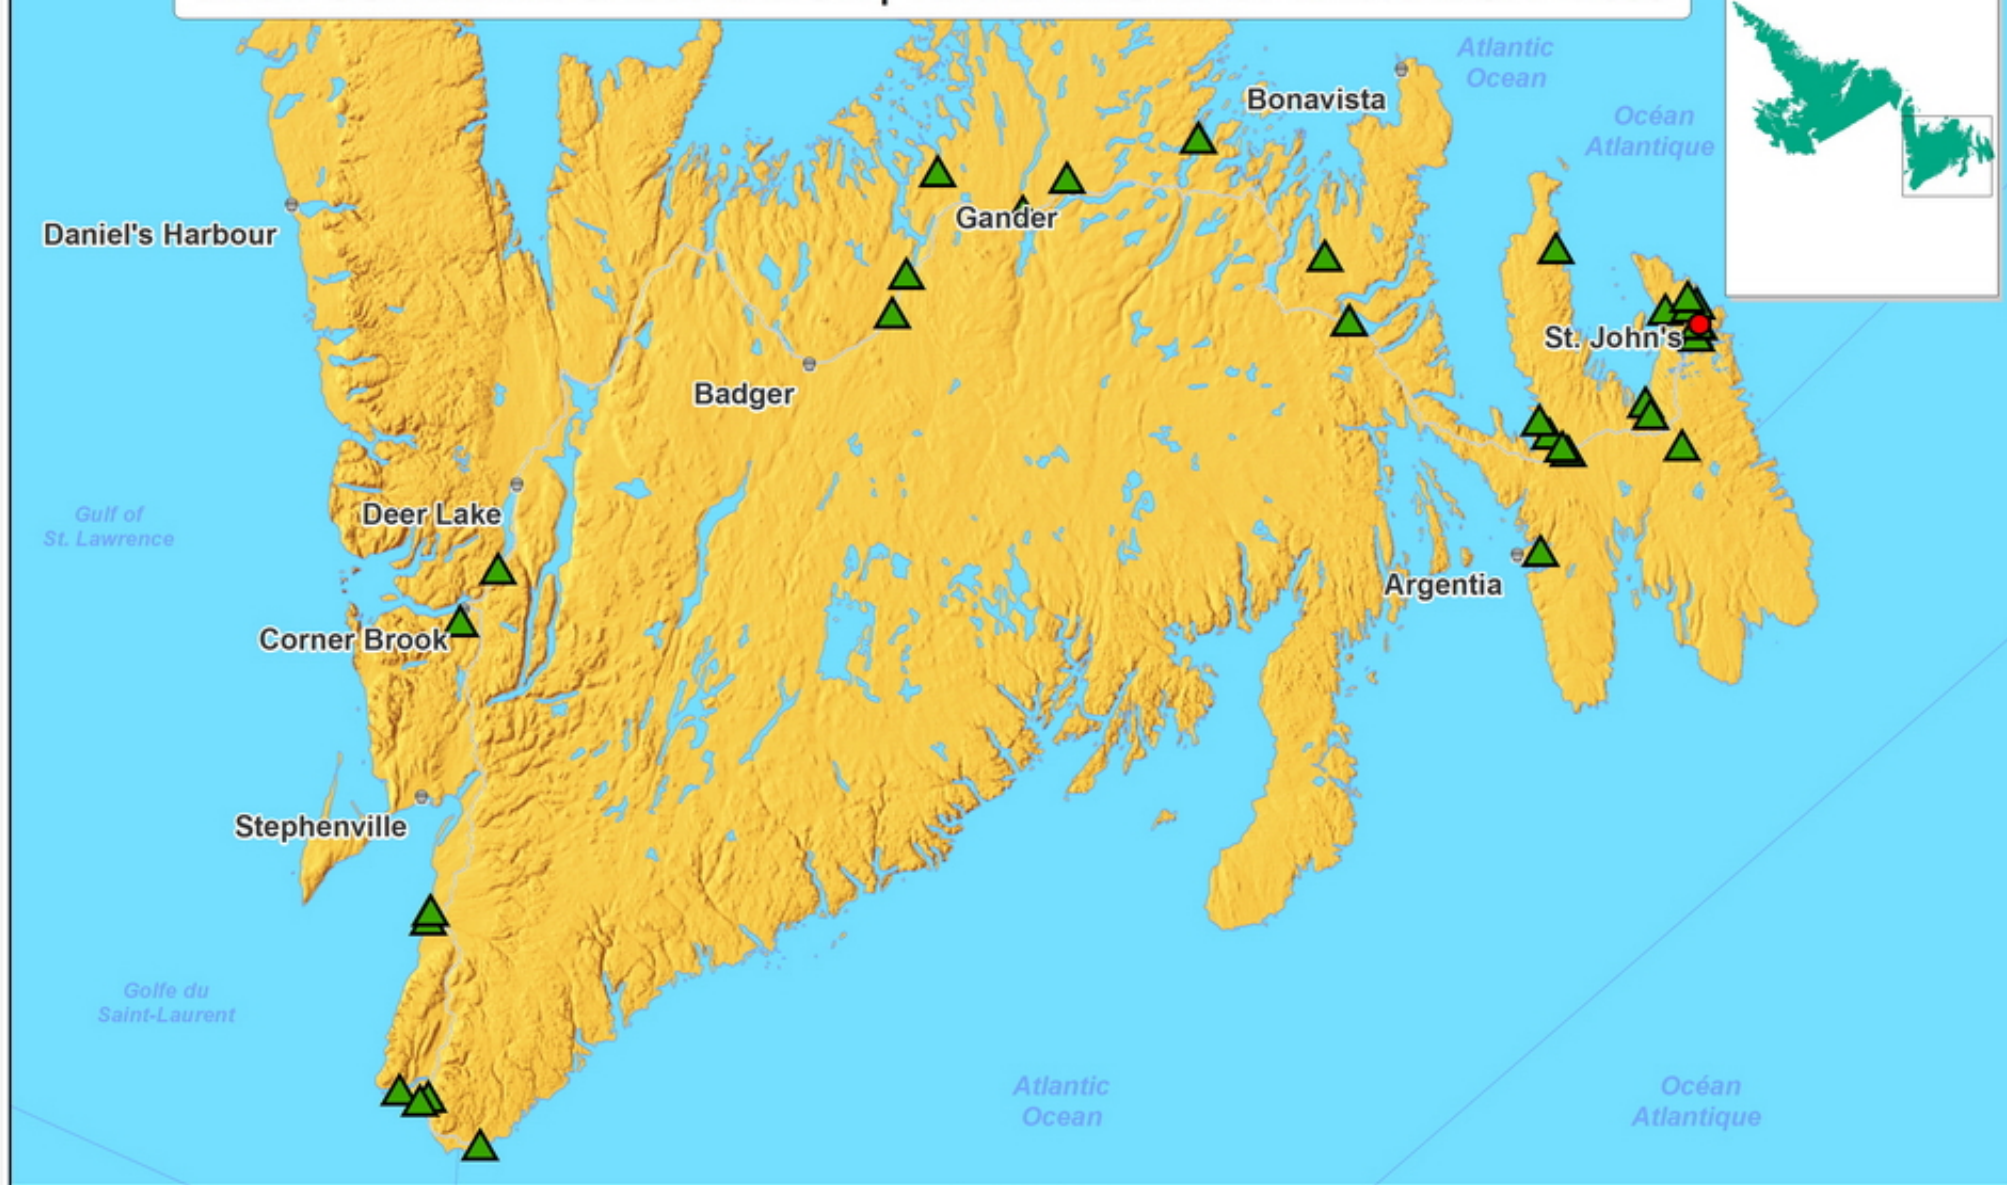 Atlantic
Ocean
Bonavista
Océan
Atlantique
Gander
Daniel's Harbour
St. John's
Badger
Deer Lake
Gulf of
St. Lawrence
Argentia
Corner Brook
Stephenville
Golfe du
Saint-Laurent
Atlantic
Ocean
Océan
Atlantique